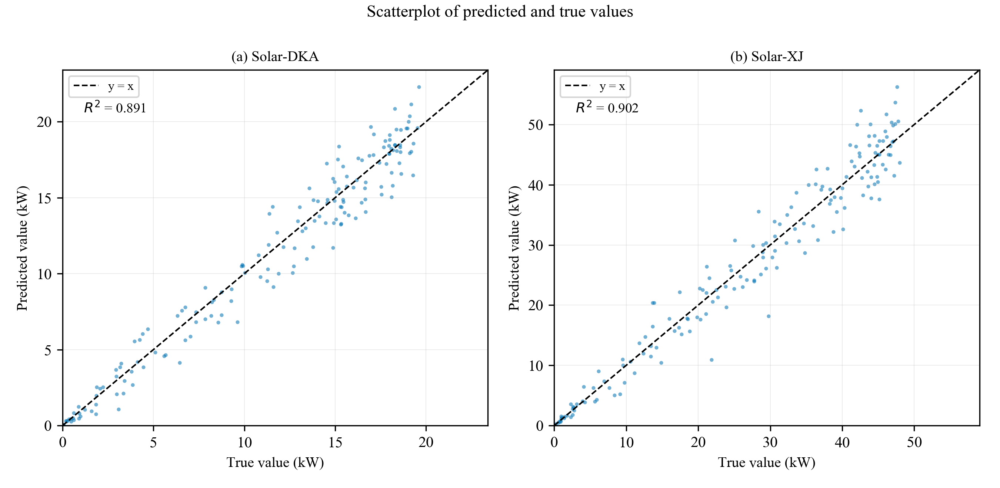 Scatterplot of predicted and true values
(a) Solar-DKA
y = x
R² = 0.891
Predicted value (kW)
20
15
10
5
0
0 5 10 15 20
True value (kW)
(b) Solar-XJ
y = x
R² = 0.902
Predicted value (kW)
50
40
30
20
10
0
0 10 20 30 40 50
True value (kW)